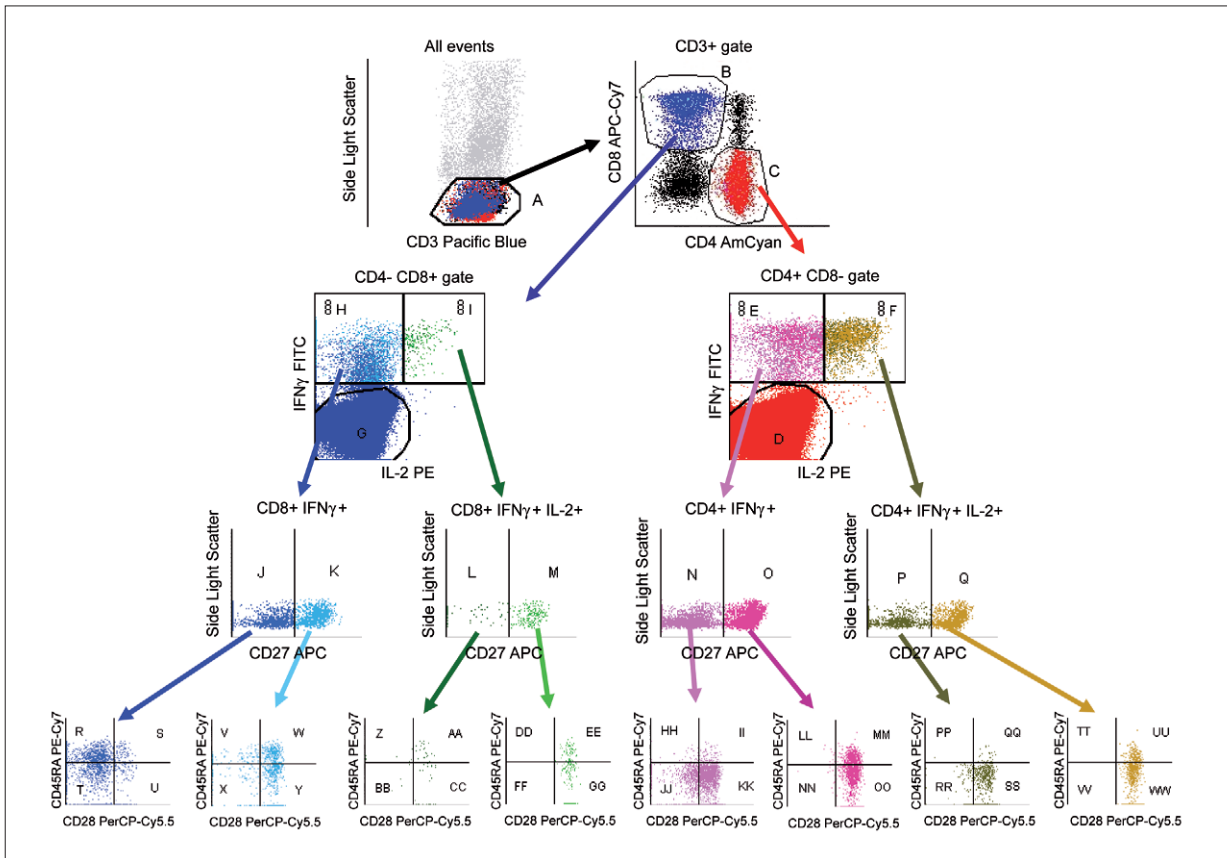 All events
CD3+ gate
Side Light Scatter
A
CD3 Pacific Blue
CD8 APC-Cy7
B
C
CD4 AmCyan
CD4- CD8+ gate
CD4+ CD8- gate
IFNγ FITC
8 H
8 I
G
IL-2 PE
IFNγ FITC
8 E
8 F
D
IL-2 PE
CD8+ IFNγ+
CD8+ IFNγ+ IL-2+
CD4+ IFNγ+
CD4+ IFNγ+ IL-2+
Side Light Scatter
J K
CD27 APC
Side Light Scatter
L M
CD27 APC
Side Light Scatter
N O
CD27 APC
Side Light Scatter
P Q
CD27 APC
CD45RA PE-Cy7
R S
T U
CD28 PerCP-Cy5.5
CD45RA PE-Cy7
V W
X Y
CD28 PerCP-Cy5.5
CD45RA PE-Cy7
Z AA
BB CC
CD28 PerCP-Cy5.5
CD45RA PE-Cy7
DD EE
FF GG
CD28 PerCP-Cy5.5
CD45RA PE-Cy7
HH II
JJ KK
CD28 PerCP-Cy5.5
CD45RA PE-Cy7
LL MM
NN OO
CD28 PerCP-Cy5.5
CD45RA PE-Cy7
PP QQ
RR SS
CD28 PerCP-Cy5.5
CD45RA PE-Cy7
TT UU
VV WW
CD28 PerCP-Cy5.5